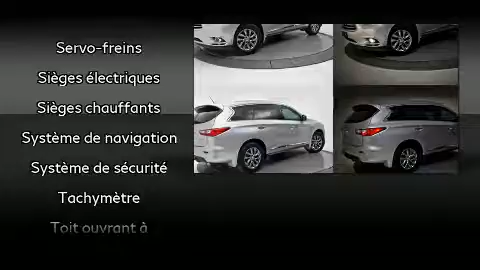 Servo-freins
Sièges électriques
Sièges chauffants
Système de navigation
Système de sécurité
Tachymètre
Toit ouvrant à